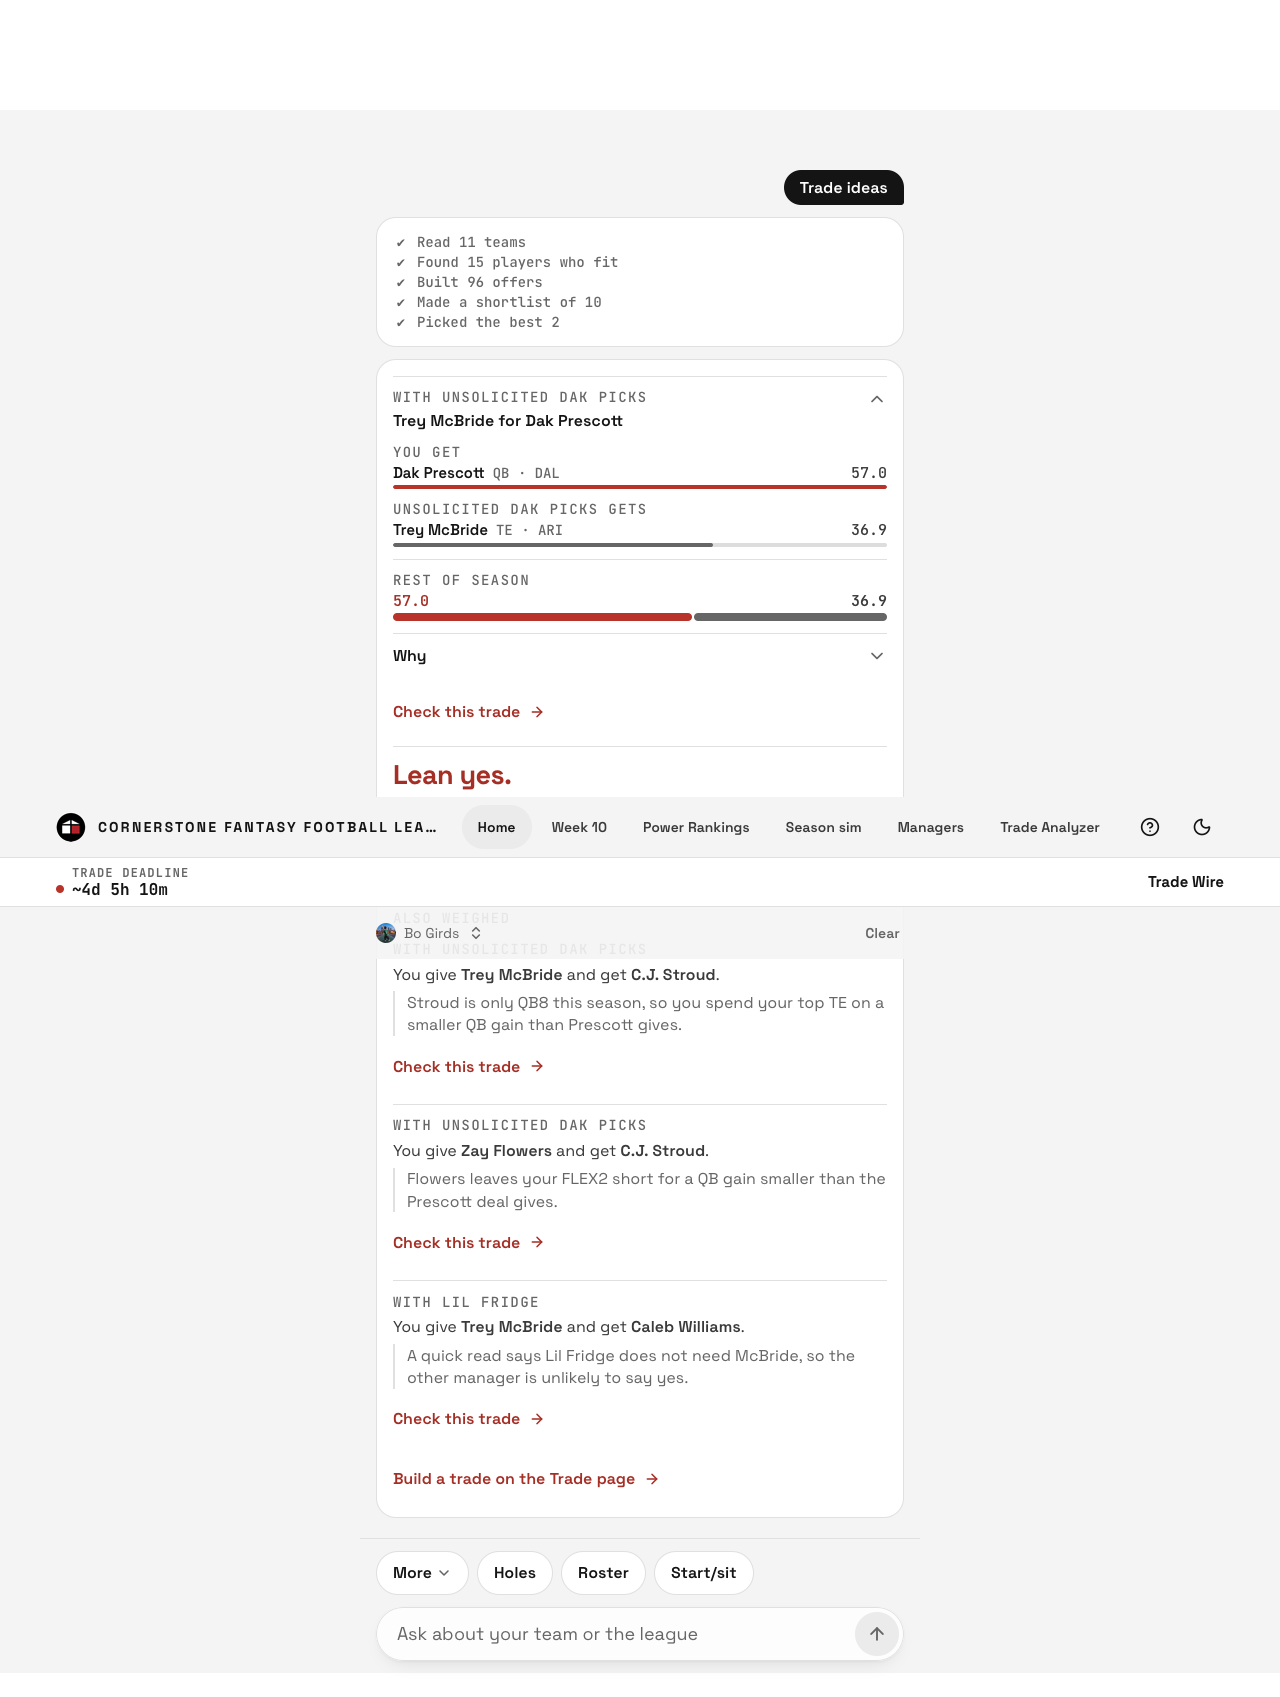 Trade ideas
✔ Read 11 teams
✔ Found 15 players who fit
✔ Built 96 offers
✔ Made a shortlist of 10
✔ Picked the best 2
WITH UNSOLICITED DAK PICKS
Trey McBride for Dak Prescott
YOU GET
Dak Prescott QB · DAL 57.0
UNSOLICITED DAK PICKS GETS
Trey McBride TE · ARI 36.9
REST OF SEASON
57.0 36.9
Why
Check this trade →
Lean yes.
CORNERSTONE FANTASY FOOTBALL LEA… Home Week 10 Power Rankings Season sim Managers Trade Analyzer
TRADE DEADLINE
~4d 5h 10m Trade Wire
ALSO WEIGHED
Bo Girds Clear
WITH UNSOLICITED DAK PICKS
You give Trey McBride and get C.J. Stroud.
Stroud is only QB8 this season, so you spend your top TE on a
smaller QB gain than Prescott gives.
Check this trade →
WITH UNSOLICITED DAK PICKS
You give Zay Flowers and get C.J. Stroud.
Flowers leaves your FLEX2 short for a QB gain smaller than the
Prescott deal gives.
Check this trade →
WITH LIL FRIDGE
You give Trey McBride and get Caleb Williams.
A quick read says Lil Fridge does not need McBride, so the
other manager is unlikely to say yes.
Check this trade →
Build a trade on the Trade page →
More Holes Roster Start/sit
Ask about your team or the league